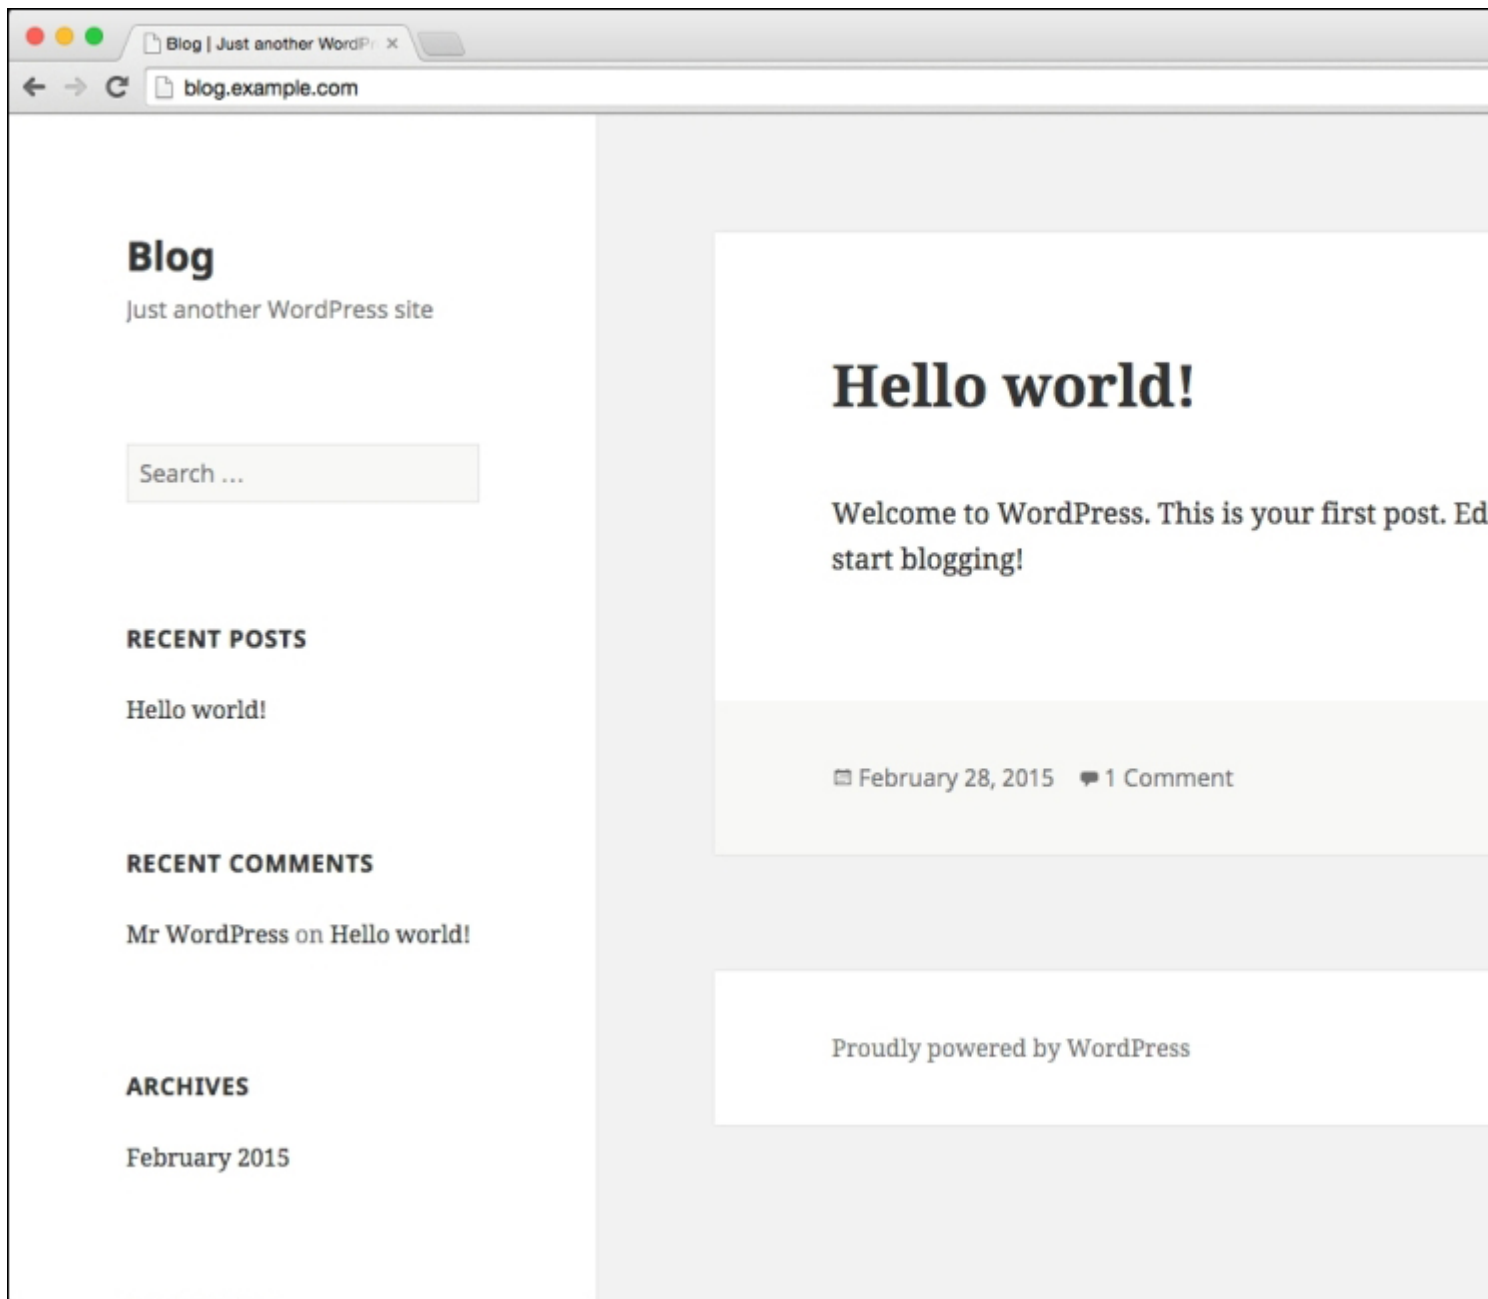 Blog | Just another WordPr
blog.example.com
Blog
Just another WordPress site
Search ...
RECENT POSTS
Hello world!
RECENT COMMENTS
Mr WordPress on Hello world!
ARCHIVES
February 2015
Hello world!
Welcome to WordPress. This is your first post. Ed
start blogging!
February 28, 2015 1 Comment
Proudly powered by WordPress